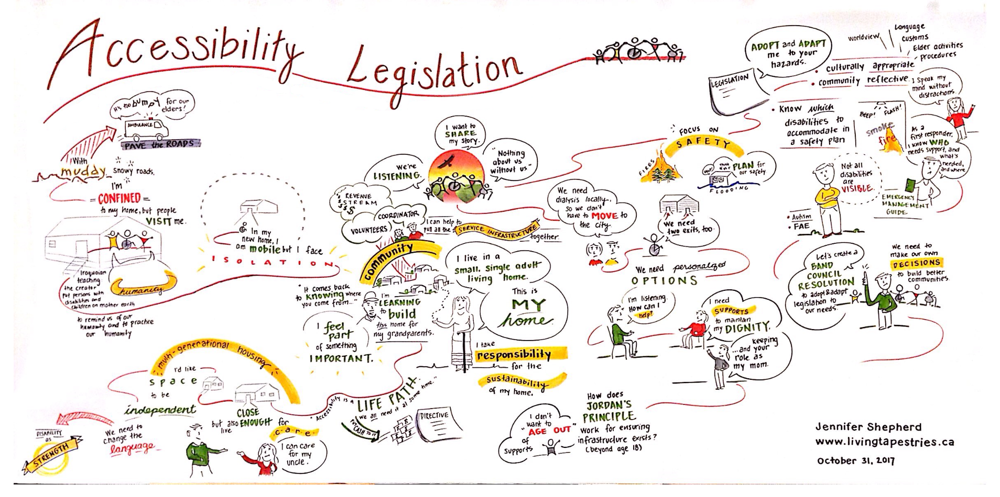 Accessibility Legislation
It's too bumpy for our
elders!
AMBULANCE
PAVE the ROADS
With
muddy, snowy roads,
I'm
CONFINED
to my home, but people
VISIT me.
Iroquoian
teaching
the creator
put persons with
disabilities and
children on mother earth
humanity
to remind us of our
humanity and to practice
our humanity
In my
new home, I
am mobile but I face
ISOLATION
multi-generational housing
I'd like
space
to be
independent
CLOSE
but also ENOUGH for
live
care
I can care
for my
uncle.
We need to
change the
language
DISABILITY
as
STRENGTH
I want to
SHARE
my story.
"Nothing
about us
without us"
We're
LISTENING.
REVENUE
STREAM
$$$$
COORDINATOR
VOLUNTEERS
I can help to
pull all the
SERVICE INFRASTRUCTURE
together.
community
"It comes back
to knowing where
you come from..."
I'm
LEARNING
to build
this home for
my grandparents.
I feel
part
of something
IMPORTANT.
I live in a
small, single adult
living home.
This is
MY
home.
I take
responsibility
for the
sustainability
of my home.
"Accessibility is a
LIFE PATH.
we all need it at some time."
PUT CASH TO IT
DIRECTIVE
We need
dialysis locally,
so we don't
have to MOVE to
the city.
We need
two exits, too.
We need personalized
OPTIONS
I'm listening.
How can I
help?
I need
SUPPORTS
to maintain
my DIGNITY.
keeping
...and your
role as
my mom.
I don't
want to
"AGE OUT"
of
supports
How does
JORDAN'S
PRINCIPLE
work for ensuring
infrastructure exists?
(beyond age 18)
FOCUS ON
SAFETY
FIRES
HELP!
PLAN for
our safety
FLOODING
LEGISLATION
ADOPT and ADAPT
me to your
hazards.
worldview
Language
customs
Elder activities
procedures
• culturally appropriate
• community reflective
• Know which
disabilities to
accommodate in
a safety plan
BEEP! FLASH!
smoke
fire
I speak my
mind without
distractions.
As a
first responder,
I know WHO
needs support, and
what's
needed,
and where
Not all
disabilities
are
VISIBLE.
• Autism
• FAE
EMERGENCY
MANAGEMENT
GUIDE
Let's create a
BAND
COUNCIL
RESOLUTION
to adopt & adapt
legislation to
our needs.
We need to
make our own
DECISIONS
to build better
communities.
Jennifer Shepherd
www.livingtapestries.ca
October 31, 2017